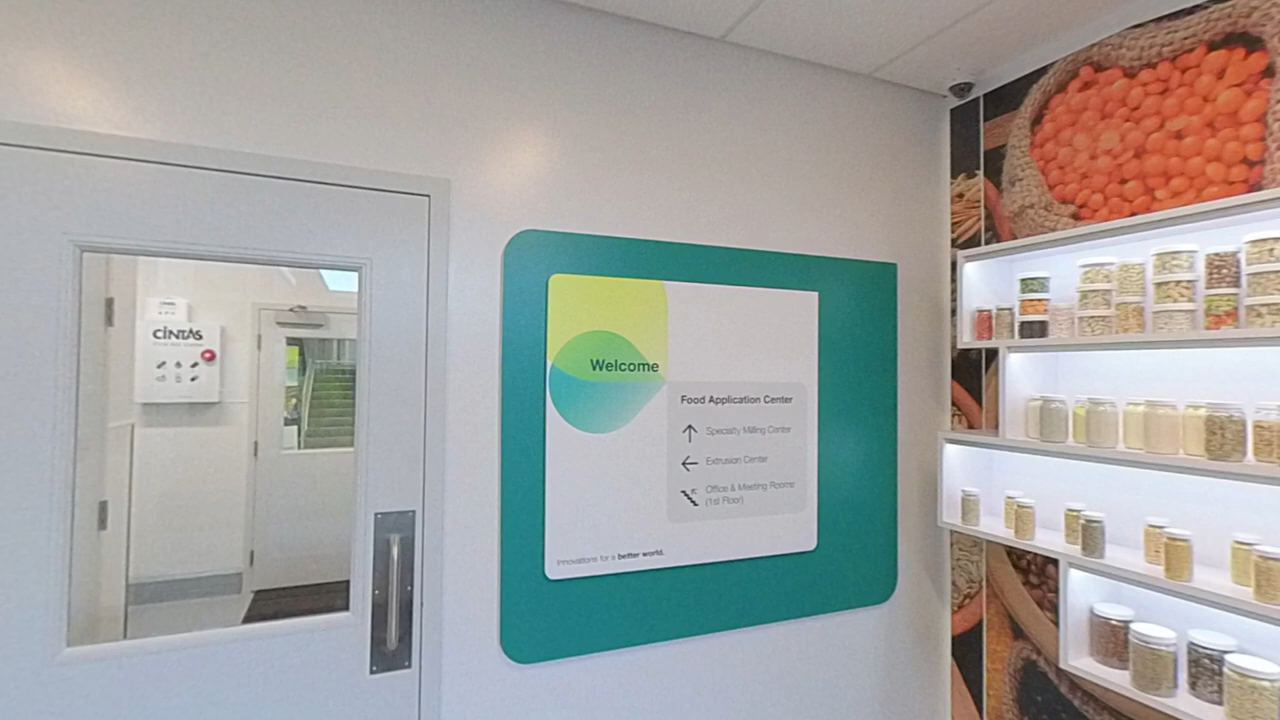 CINTAS
Welcome
Food Application Center
Specialty Milling Center
Extrusion Center
Office & Meeting Rooms
(1st Floor)
Innovations for a better world.